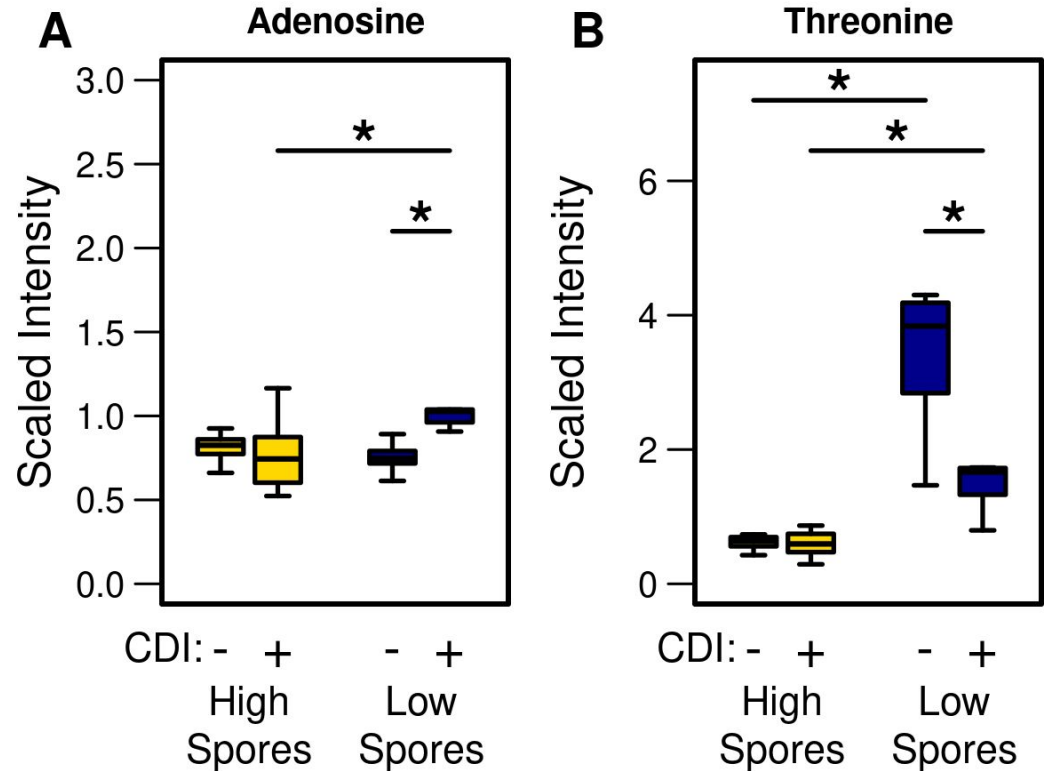 A
Adenosine
Scaled Intensity
3.0
2.5
2.0
1.5
1.0
0.5
0.0
*
*
CDI: - + - +
High Spores
Low Spores
B
Threonine
Scaled Intensity
6
4
2
0
*
*
*
CDI: - + - +
High Spores
Low Spores